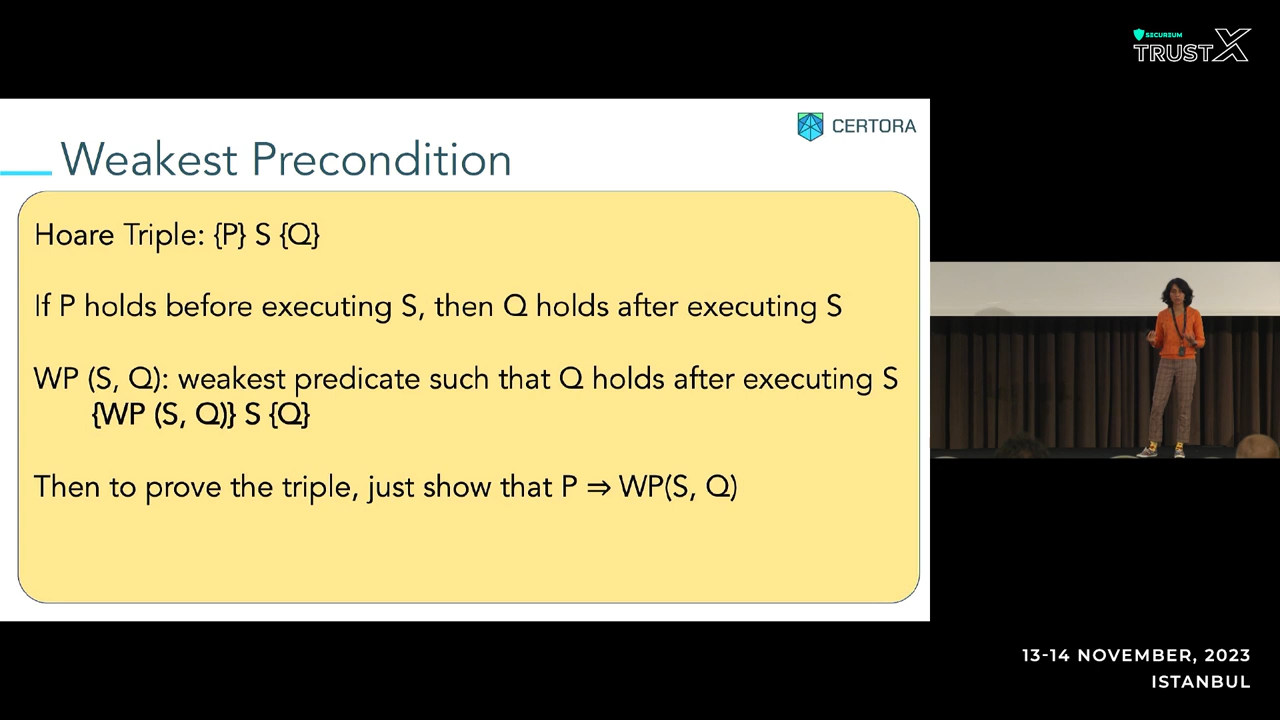 SECUREUM
TRUSTX
CERTORA
Weakest Precondition
Hoare Triple: {P} S {Q}
If P holds before executing S, then Q holds after executing S
WP (S, Q): weakest predicate such that Q holds after executing S
{WP (S, Q)} S {Q}
Then to prove the triple, just show that P ⇒ WP(S, Q)
13-14 NOVEMBER, 2023
ISTANBUL